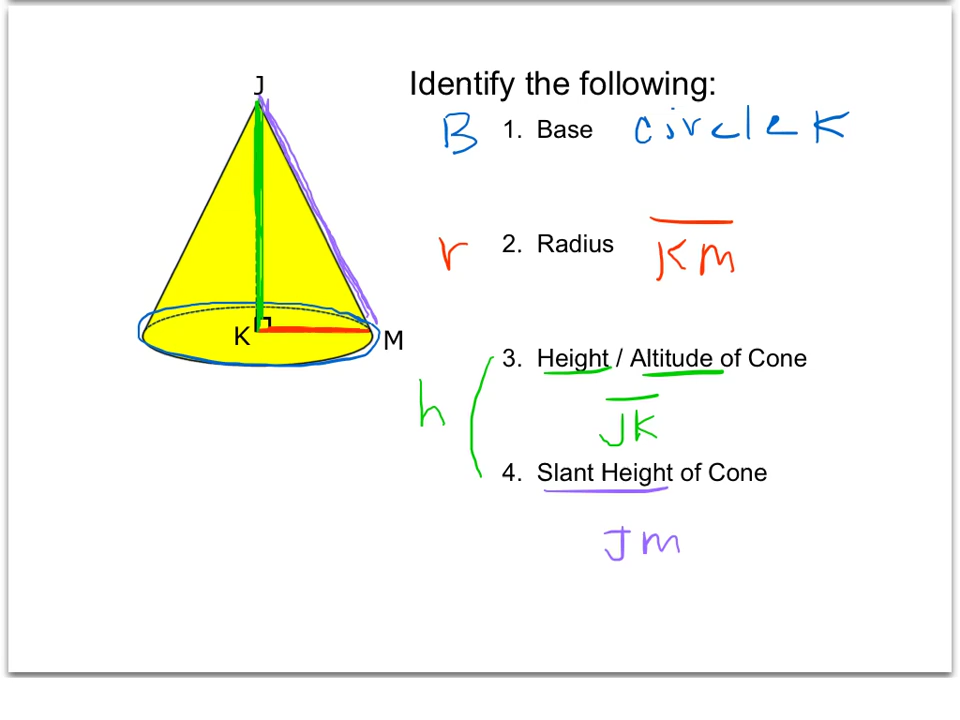 J
K
M
Identify the following:
B 1. Base circle K
r 2. Radius KM
3. Height / Altitude of Cone
h JK
4. Slant Height of Cone
Jm